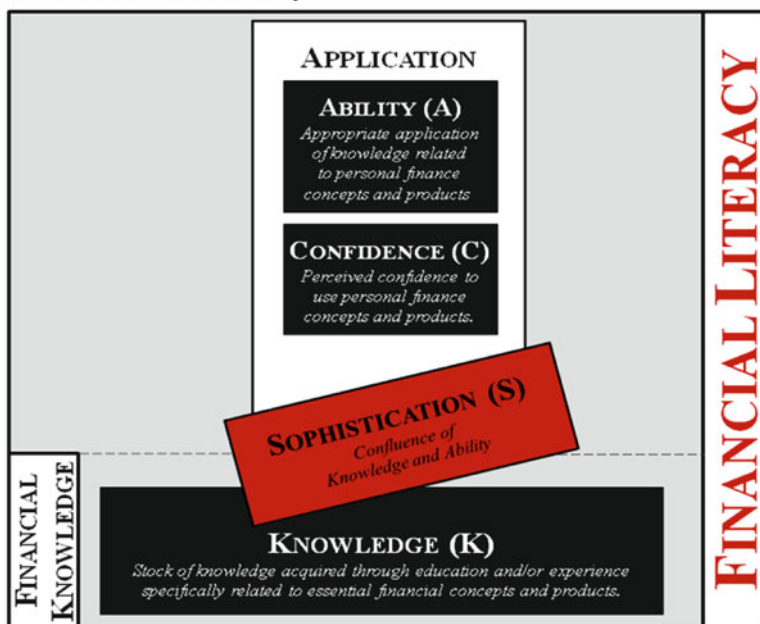 APPLICATION
ABILITY (A)
Appropriate application
of knowledge related
to personal finance
concepts and products
CONFIDENCE (C)
Perceived confidence to
use personal finance
concepts and products.
SOPHISTICATION (S)
Confluence of
Knowledge and Ability
KNOWLEDGE (K)
Stock of knowledge acquired through education and/or experience
specifically related to essential financial concepts and products.
FINANCIAL
KNOWLEDGE
FINANCIAL LITERACY